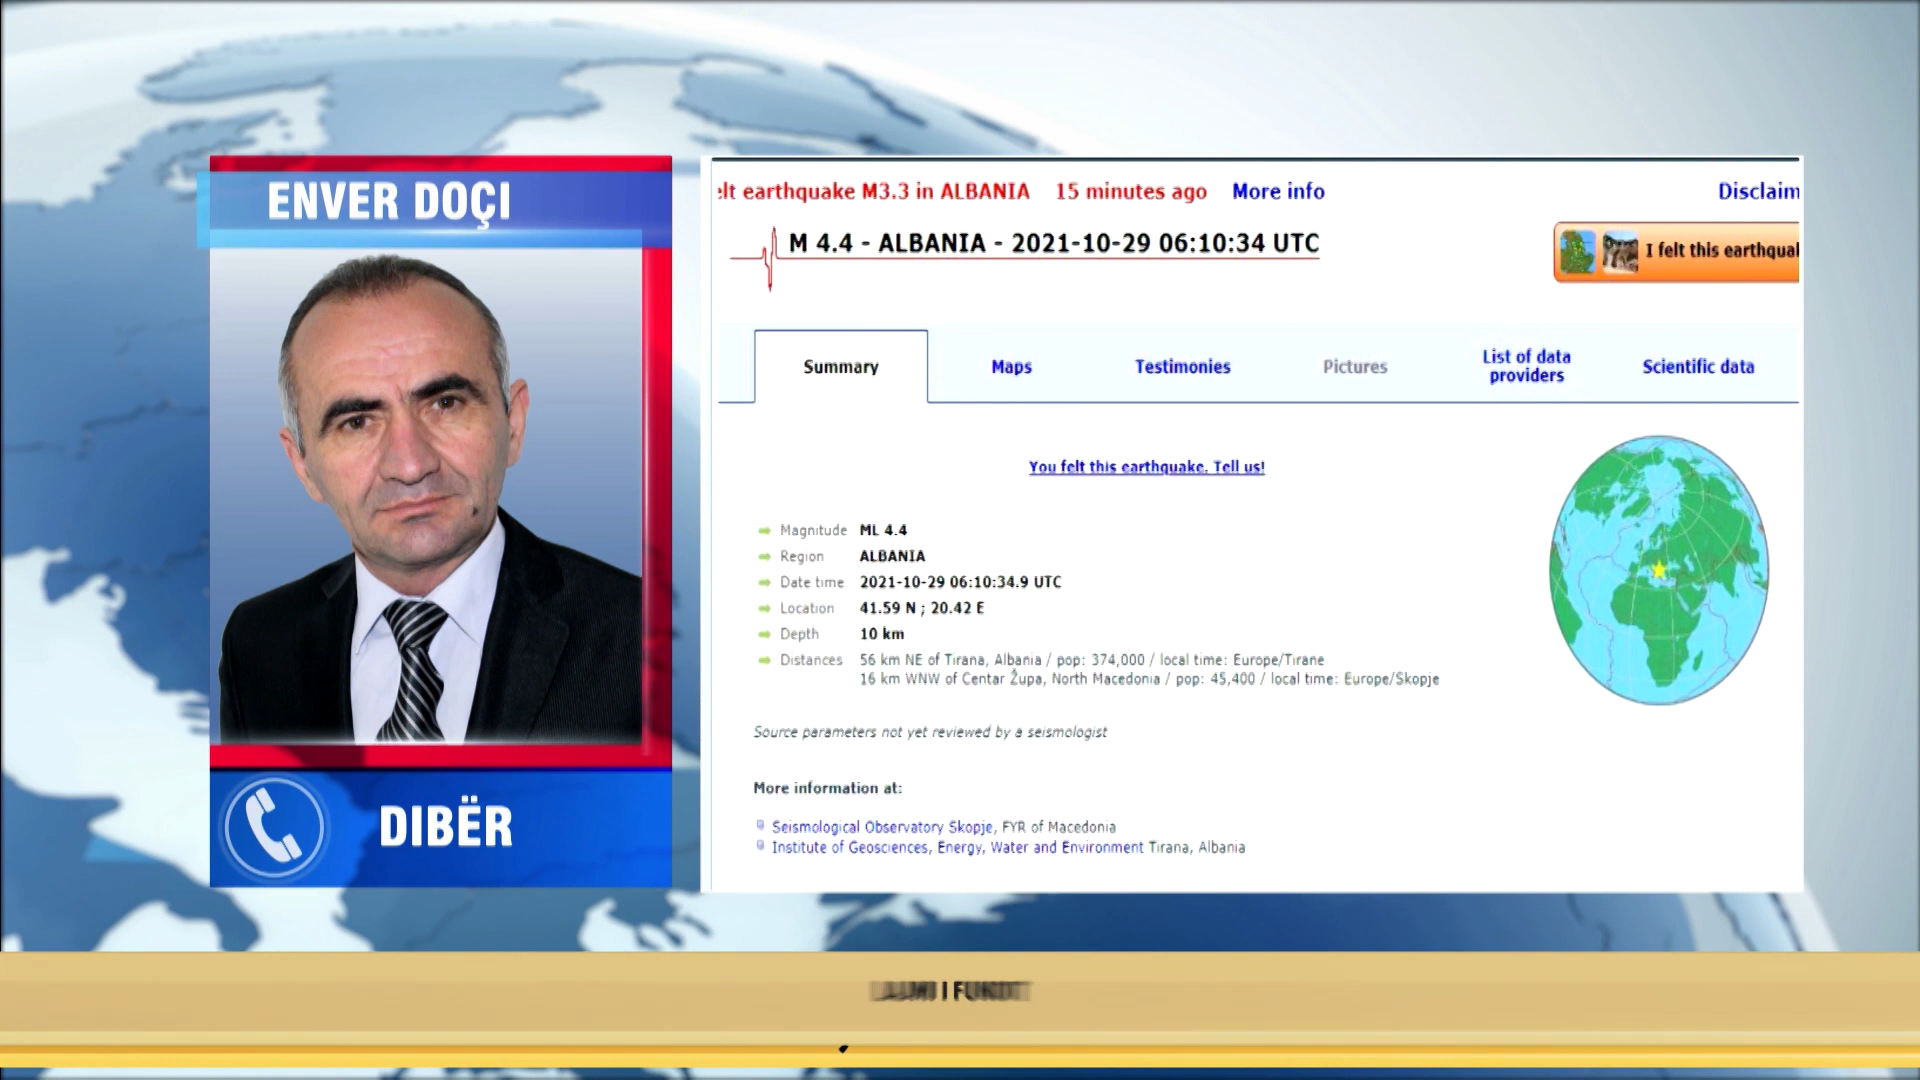 ENVER DOÇI
DIBËR
elt earthquake M3.3 in ALBANIA 15 minutes ago More info Disclaim
M 4.4 - ALBANIA - 2021-10-29 06:10:34 UTC
I felt this earthqual
Summary Maps Testimonies Pictures List of data providers Scientific data
You felt this earthquake. Tell us!
Magnitude ML 4.4
Region ALBANIA
Date time 2021-10-29 06:10:34.9 UTC
Location 41.59 N ; 20.42 E
Depth 10 km
Distances 56 km NE of Tirana, Albania / pop: 374,000 / local time: Europe/Tirane
16 km WNW of Centar Župa, North Macedonia / pop: 45,400 / local time: Europe/Skopje
Source parameters not yet reviewed by a seismologist
More information at:
Seismological Observatory Skopje, FYR of Macedonia
Institute of Geosciences, Energy, Water and Environment Tirana, Albania